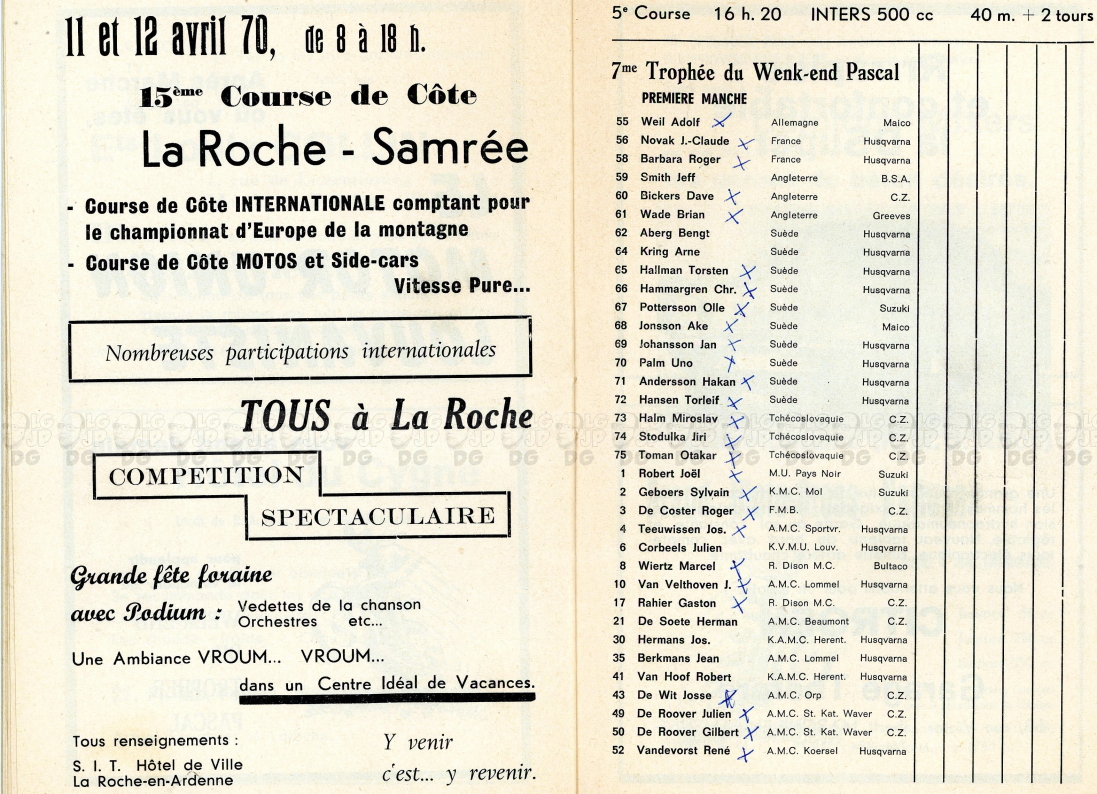 11 et 12 avril 70, de 8 à 18 h.
15ème Course de Côte
La Roche - Samrée
- Course de Côte INTERNATIONALE comptant pour
le championnat d'Europe de la montagne
- Course de Côte MOTOS et Side-cars
Vitesse Pure...
Nombreuses participations internationales
TOUS à La Roche
COMPETITION
SPECTACULAIRE
Grande fête foraine
avec Podium : Vedettes de la chanson
Orchestres etc...
Une Ambiance VROUM... VROUM...
dans un Centre Idéal de Vacances.
Tous renseignements :
S. I. T. Hôtel de Ville
La Roche-en-Ardenne
Y venir
c'est... y revenir.
5e Course 16 h. 20 INTERS 500 cc 40 m. + 2 tours
7me Trophée du Wenk-end Pascal
PREMIERE MANCHE
55 Weil Adolf Allemagne Maico
56 Novak J.-Claude France Husqvarna
58 Barbara Roger France Husqvarna
59 Smith Jeff Angleterre B.S.A.
60 Bickers Dave Angleterre C.Z.
61 Wade Brian Angleterre Greeves
62 Aberg Bengt Suède Husqvarna
64 Kring Arne Suède Husqvarna
65 Hallman Torsten Suède Husqvarna
66 Hammargren Chr. Suède Husqvarna
67 Pottersson Olle Suède Suzuki
68 Jonsson Ake Suède Maico
69 Johansson Jan Suède Husqvarna
70 Palm Uno Suède Husqvarna
71 Andersson Hakan Suède Husqvarna
72 Hansen Torleif Suède Husqvarna
73 Halm Miroslav Tchécoslovaquie C.Z.
74 Stodulka Jiri Tchécoslovaquie C.Z.
75 Toman Otakar Tchécoslovaquie C.Z.
1 Robert Joël M.U. Pays Noir Suzuki
2 Geboers Sylvain K.M.C. Mol Suzuki
3 De Coster Roger F.M.B. C.Z.
4 Teeuwissen Jos. A.M.C. Sportvr. Husqvarna
6 Corbeels Julien K.V.M.U. Louv. Husqvarna
8 Wiertz Marcel R. Dison M.C. Bultaco
10 Van Velthoven J. A.M.C. Lommel Husqvarna
17 Rahier Gaston R. Dison M.C. C.Z.
21 De Soete Herman A.M.C. Beaumont C.Z.
30 Hermans Jos. K.A.M.C. Herent. Husqvarna
35 Berkmans Jean A.M.C. Lommel Husqvarna
41 Van Hoof Robert K.A.M.C. Herent. Husqvarna
43 De Wit Josse A.M.C. Orp C.Z.
49 De Roover Julien A.M.C. St. Kat. Waver C.Z.
50 De Roover Gilbert A.M.C. St. Kat. Waver C.Z.
52 Vandevorst René A.M.C. Koersel Husqvarna